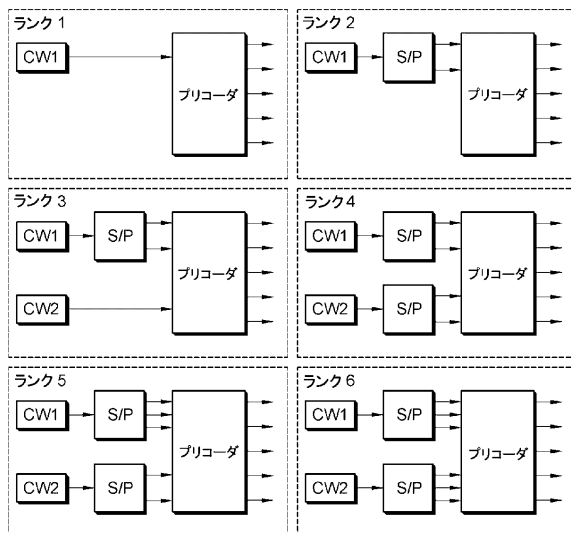 ランク 1
CW1
プリコーダ
ランク 2
CW1
S/P
プリコーダ
ランク 3
CW1
S/P
CW2
プリコーダ
ランク 4
CW1
S/P
CW2
S/P
プリコーダ
ランク 5
CW1
S/P
CW2
S/P
プリコーダ
ランク 6
CW1
S/P
CW2
S/P
プリコーダ